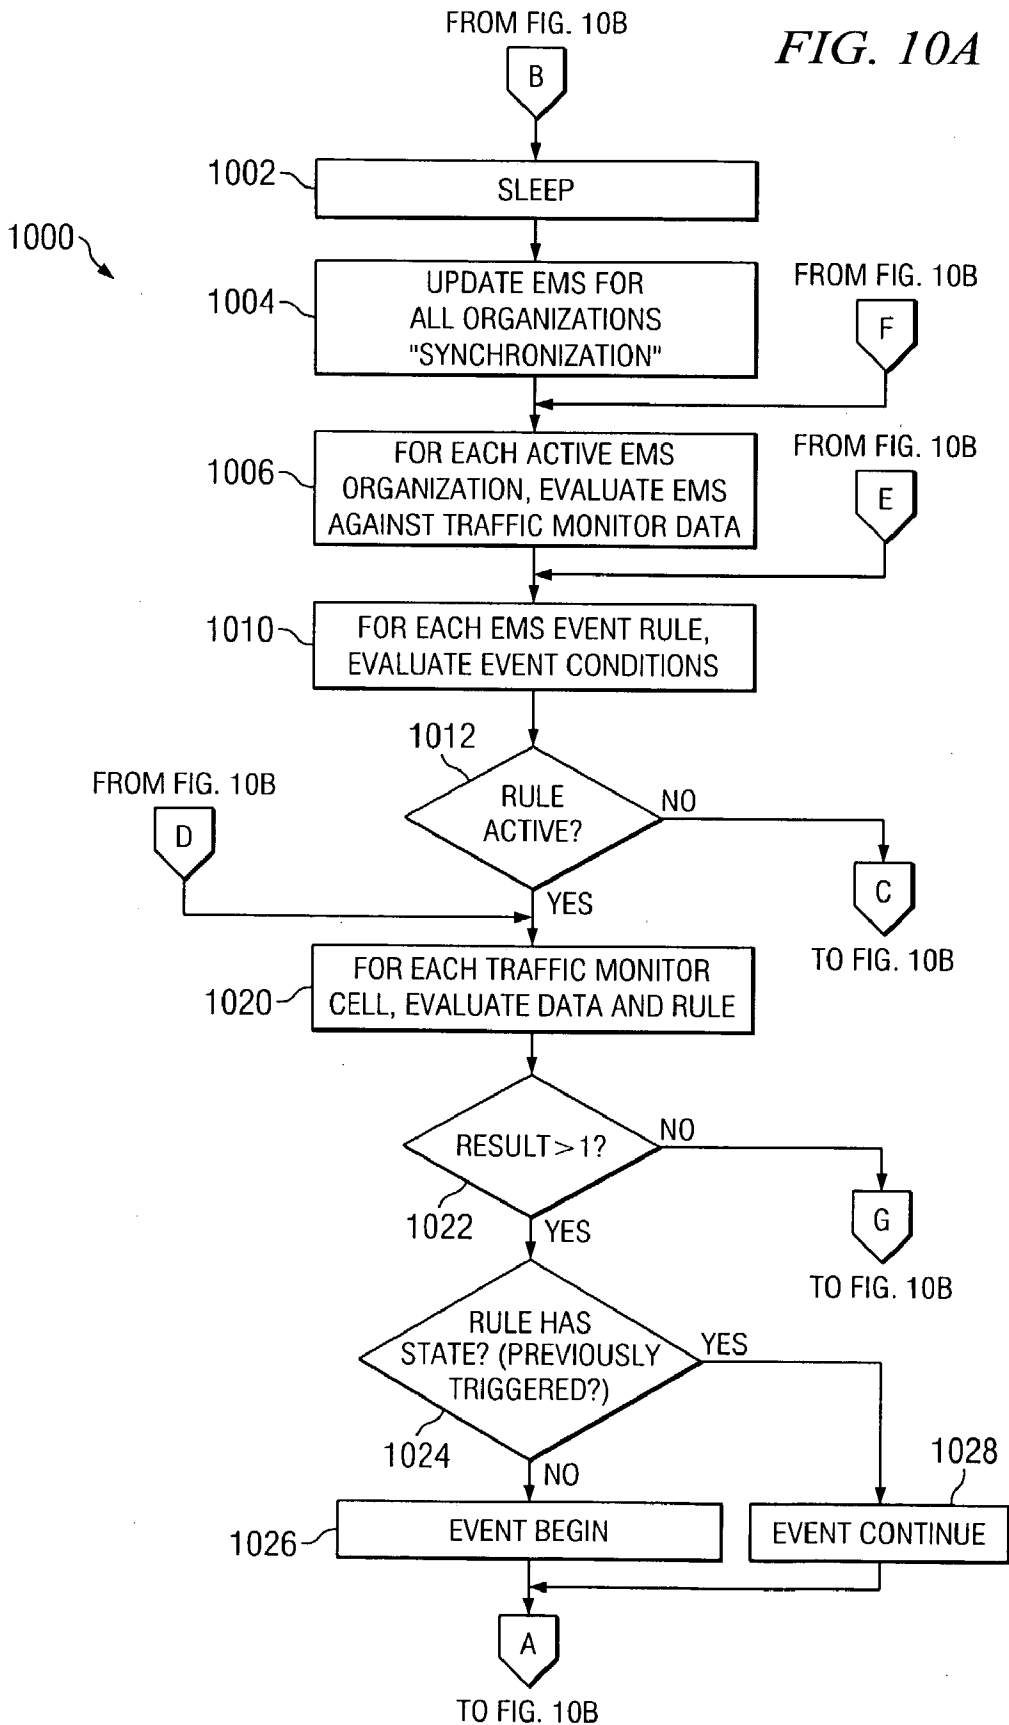 FROM FIG. 10B
FIG. 10A
B
1002
SLEEP
1000
1004
UPDATE EMS FOR
ALL ORGANIZATIONS
"SYNCHRONIZATION"
FROM FIG. 10B
F
1006
FOR EACH ACTIVE EMS
ORGANIZATION, EVALUATE EMS
AGAINST TRAFFIC MONITOR DATA
FROM FIG. 10B
E
1010
FOR EACH EMS EVENT RULE,
EVALUATE EVENT CONDITIONS
1012
RULE
ACTIVE?
NO
FROM FIG. 10B
D
C
YES
TO FIG. 10B
1020
FOR EACH TRAFFIC MONITOR
CELL, EVALUATE DATA AND RULE
RESULT>1?
NO
1022
YES
G
TO FIG. 10B
RULE HAS
STATE? (PREVIOUSLY
TRIGGERED?)
YES
1024
NO
1028
1026
EVENT BEGIN
EVENT CONTINUE
A
TO FIG. 10B